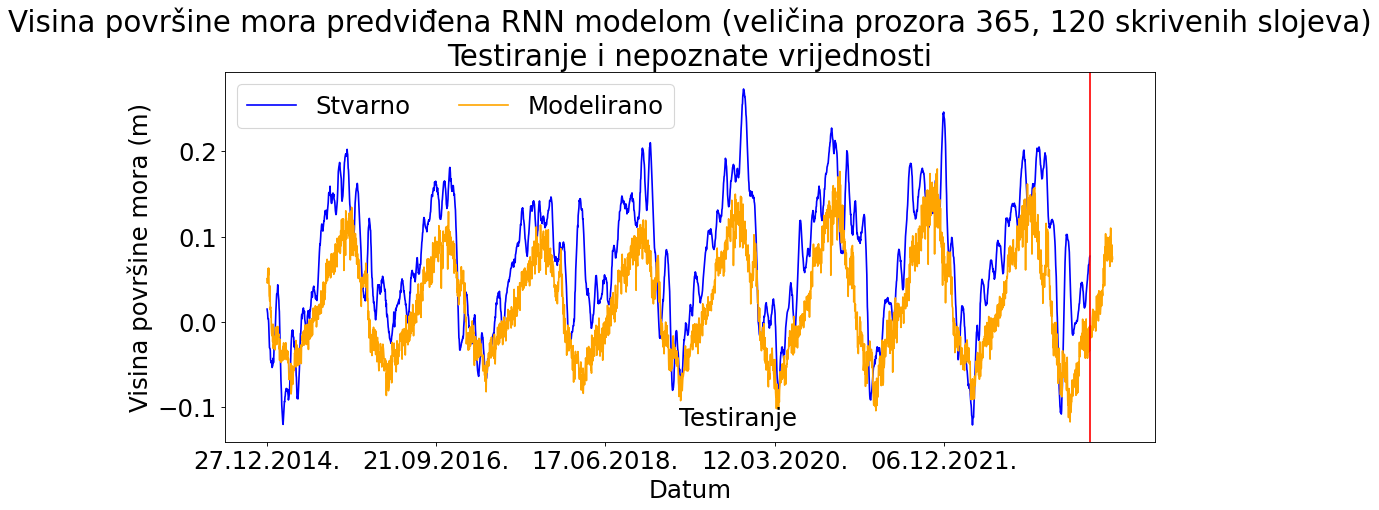 Visina površine mora predviđena RNN modelom (veličina prozora 365, 120 skrivenih slojeva)
Testiranje i nepoznate vrijednosti
Stvarno Modelirano
Visina površine mora (m)
0.2
0.1
0.0
−0.1
Testiranje
27.12.2014. 21.09.2016. 17.06.2018. 12.03.2020. 06.12.2021.
Datum